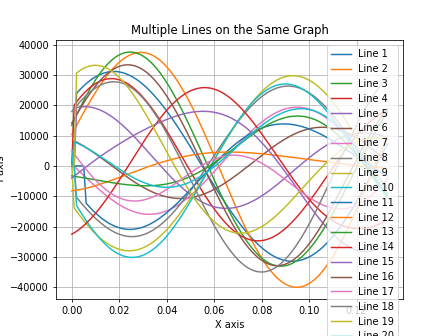 Multiple Lines on the Same Graph
40000
30000
20000
10000
0
−10000
−20000
−30000
−40000
0.00
0.02
0.04
0.06
0.08
0.10
X axis
axis
Line 1
Line 2
Line 3
Line 4
Line 5
Line 6
Line 7
Line 8
Line 9
Line 10
Line 11
Line 12
Line 13
Line 14
Line 15
Line 16
Line 17
Line 18
Line 19
Line 20